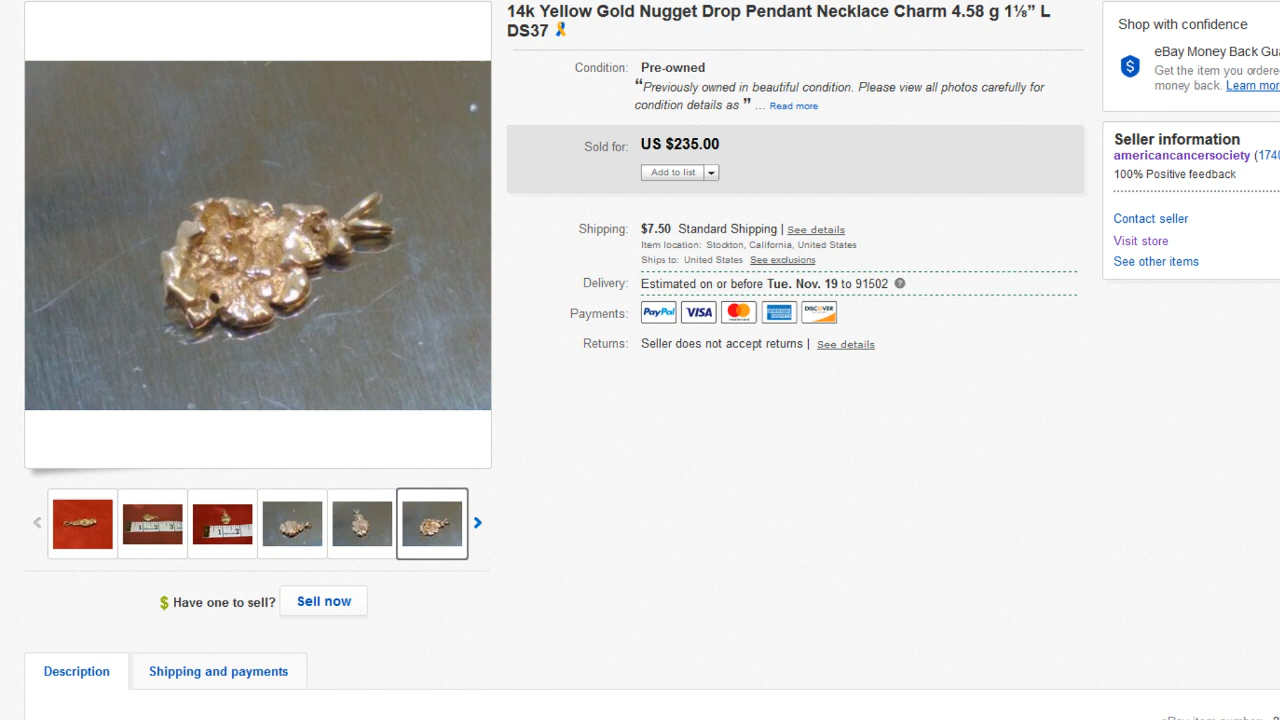 14k Yellow Gold Nugget Drop Pendant Necklace Charm 4.58 g 1⅛” L
DS37
Condition: Pre-owned
“Previously owned in beautiful condition. Please view all photos carefully for
condition details as ” ... Read more
Sold for: US $235.00
Add to list
Shipping: $7.50 Standard Shipping | See details
Item location: Stockton, California, United States
Ships to: United States See exclusions
Delivery: Estimated on or before Tue. Nov. 19 to 91502
Payments: PayPal VISA mastercard DISCOVER
Returns: Seller does not accept returns | See details
Shop with confidence
eBay Money Back Gua
Get the item you ordere
money back. Learn mor
Seller information
americancancersociety (1740
100% Positive feedback
Contact seller
Visit store
See other items
$ Have one to sell? Sell now
Description
Shipping and payments